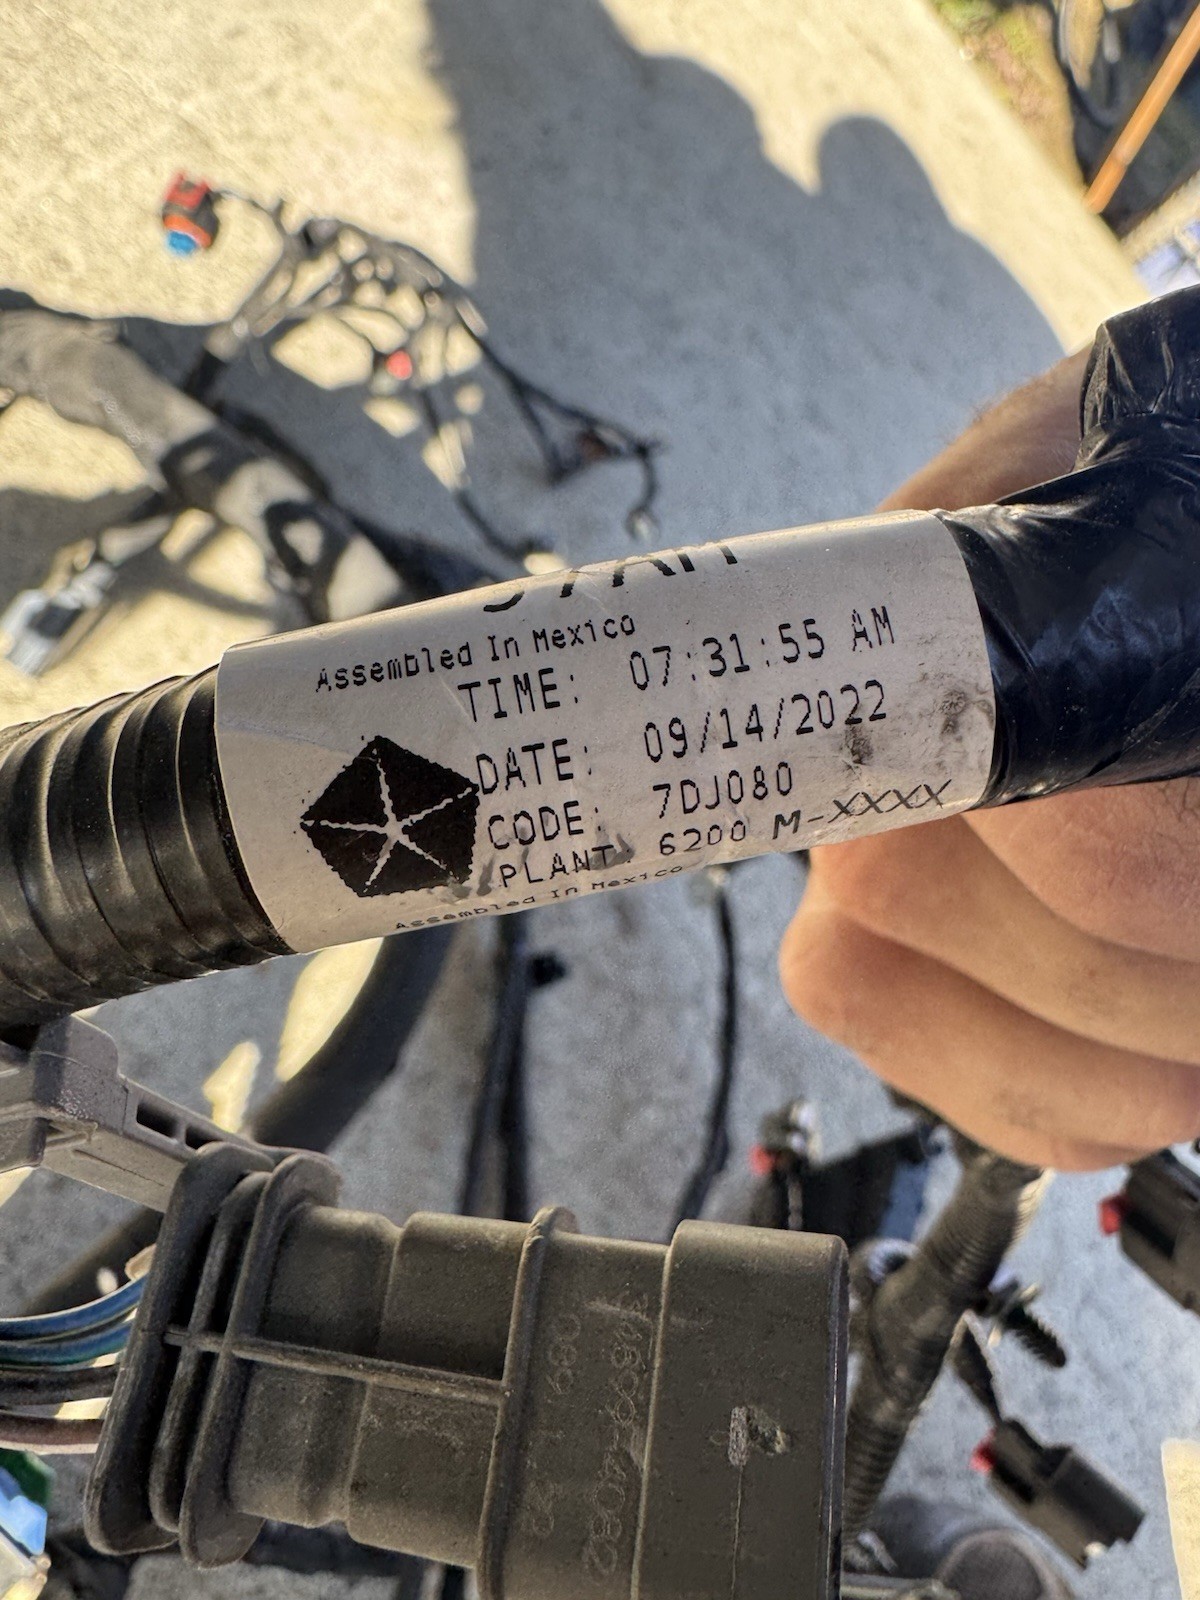 Assembled In Mexico
TIME: 07:31:55 AM
DATE: 09/14/2022
CODE: 7DJ080
PLANT: 6200 M-XXXX
Assembled In Mexico